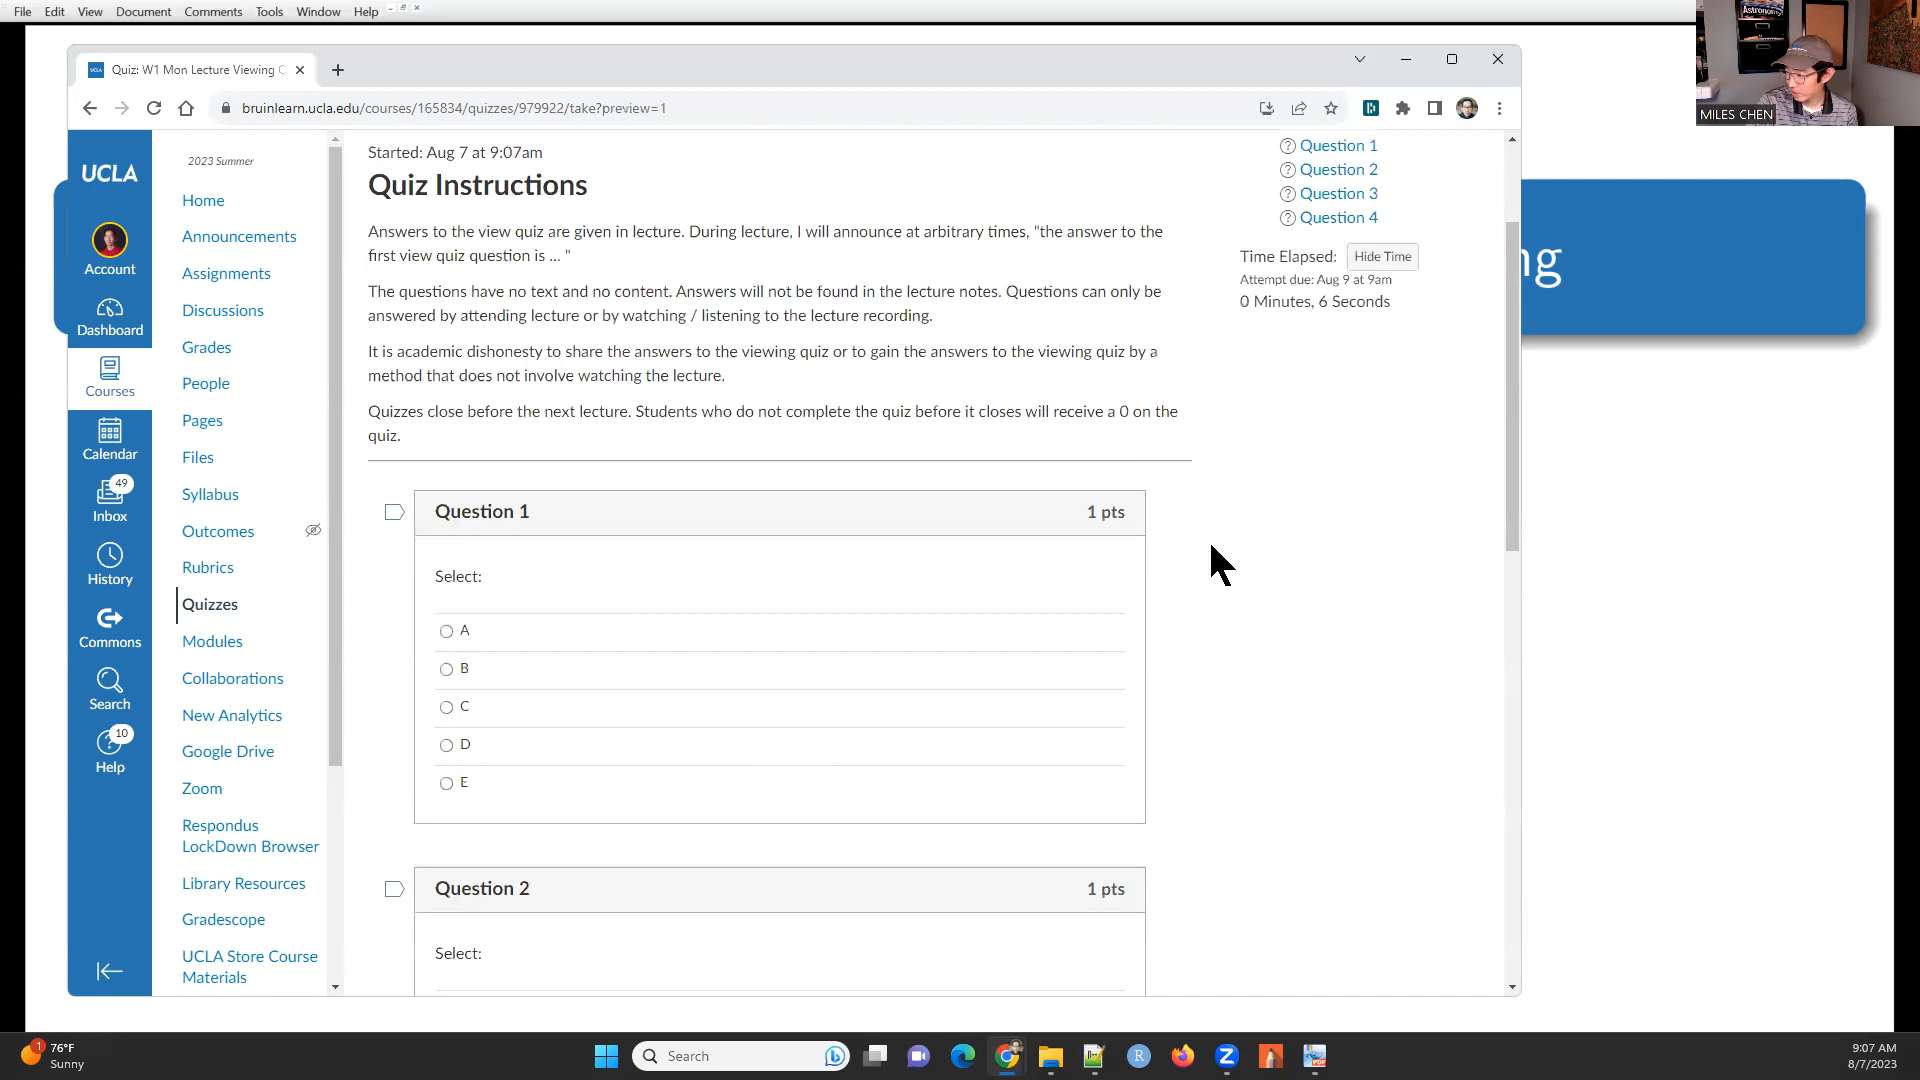 File Edit View Document Comments Tools Window Help
Astronomy
MILES CHEN
Quiz: W1 Mon Lecture Viewing
bruinlearn.ucla.edu/courses/165834/quizzes/979922/take?preview=1
UCLA
Account
Dashboard
Courses
Calendar
49
Inbox
History
Commons
Search
10
Help
2023 Summer
Home
Announcements
Assignments
Discussions
Grades
People
Pages
Files
Syllabus
Outcomes
Rubrics
Quizzes
Modules
Collaborations
New Analytics
Google Drive
Zoom
Respondus
LockDown Browser
Library Resources
Gradescope
UCLA Store Course
Materials
Started: Aug 7 at 9:07am
Quiz Instructions
Answers to the view quiz are given in lecture. During lecture, I will announce at arbitrary times, "the answer to the
first view quiz question is ... "
The questions have no text and no content. Answers will not be found in the lecture notes. Questions can only be
answered by attending lecture or by watching / listening to the lecture recording.
It is academic dishonesty to share the answers to the viewing quiz or to gain the answers to the viewing quiz by a
method that does not involve watching the lecture.
Quizzes close before the next lecture. Students who do not complete the quiz before it closes will receive a 0 on the
quiz.
Question 1 1 pts
Select:
A
B
C
D
E
Question 2 1 pts
Select:
Question 1
Question 2
Question 3
Question 4
Time Elapsed: Hide Time
Attempt due: Aug 9 at 9am
0 Minutes, 6 Seconds
ng
1
76°F
Sunny
Search
R
Z
PDF
9:07 AM
8/7/2023